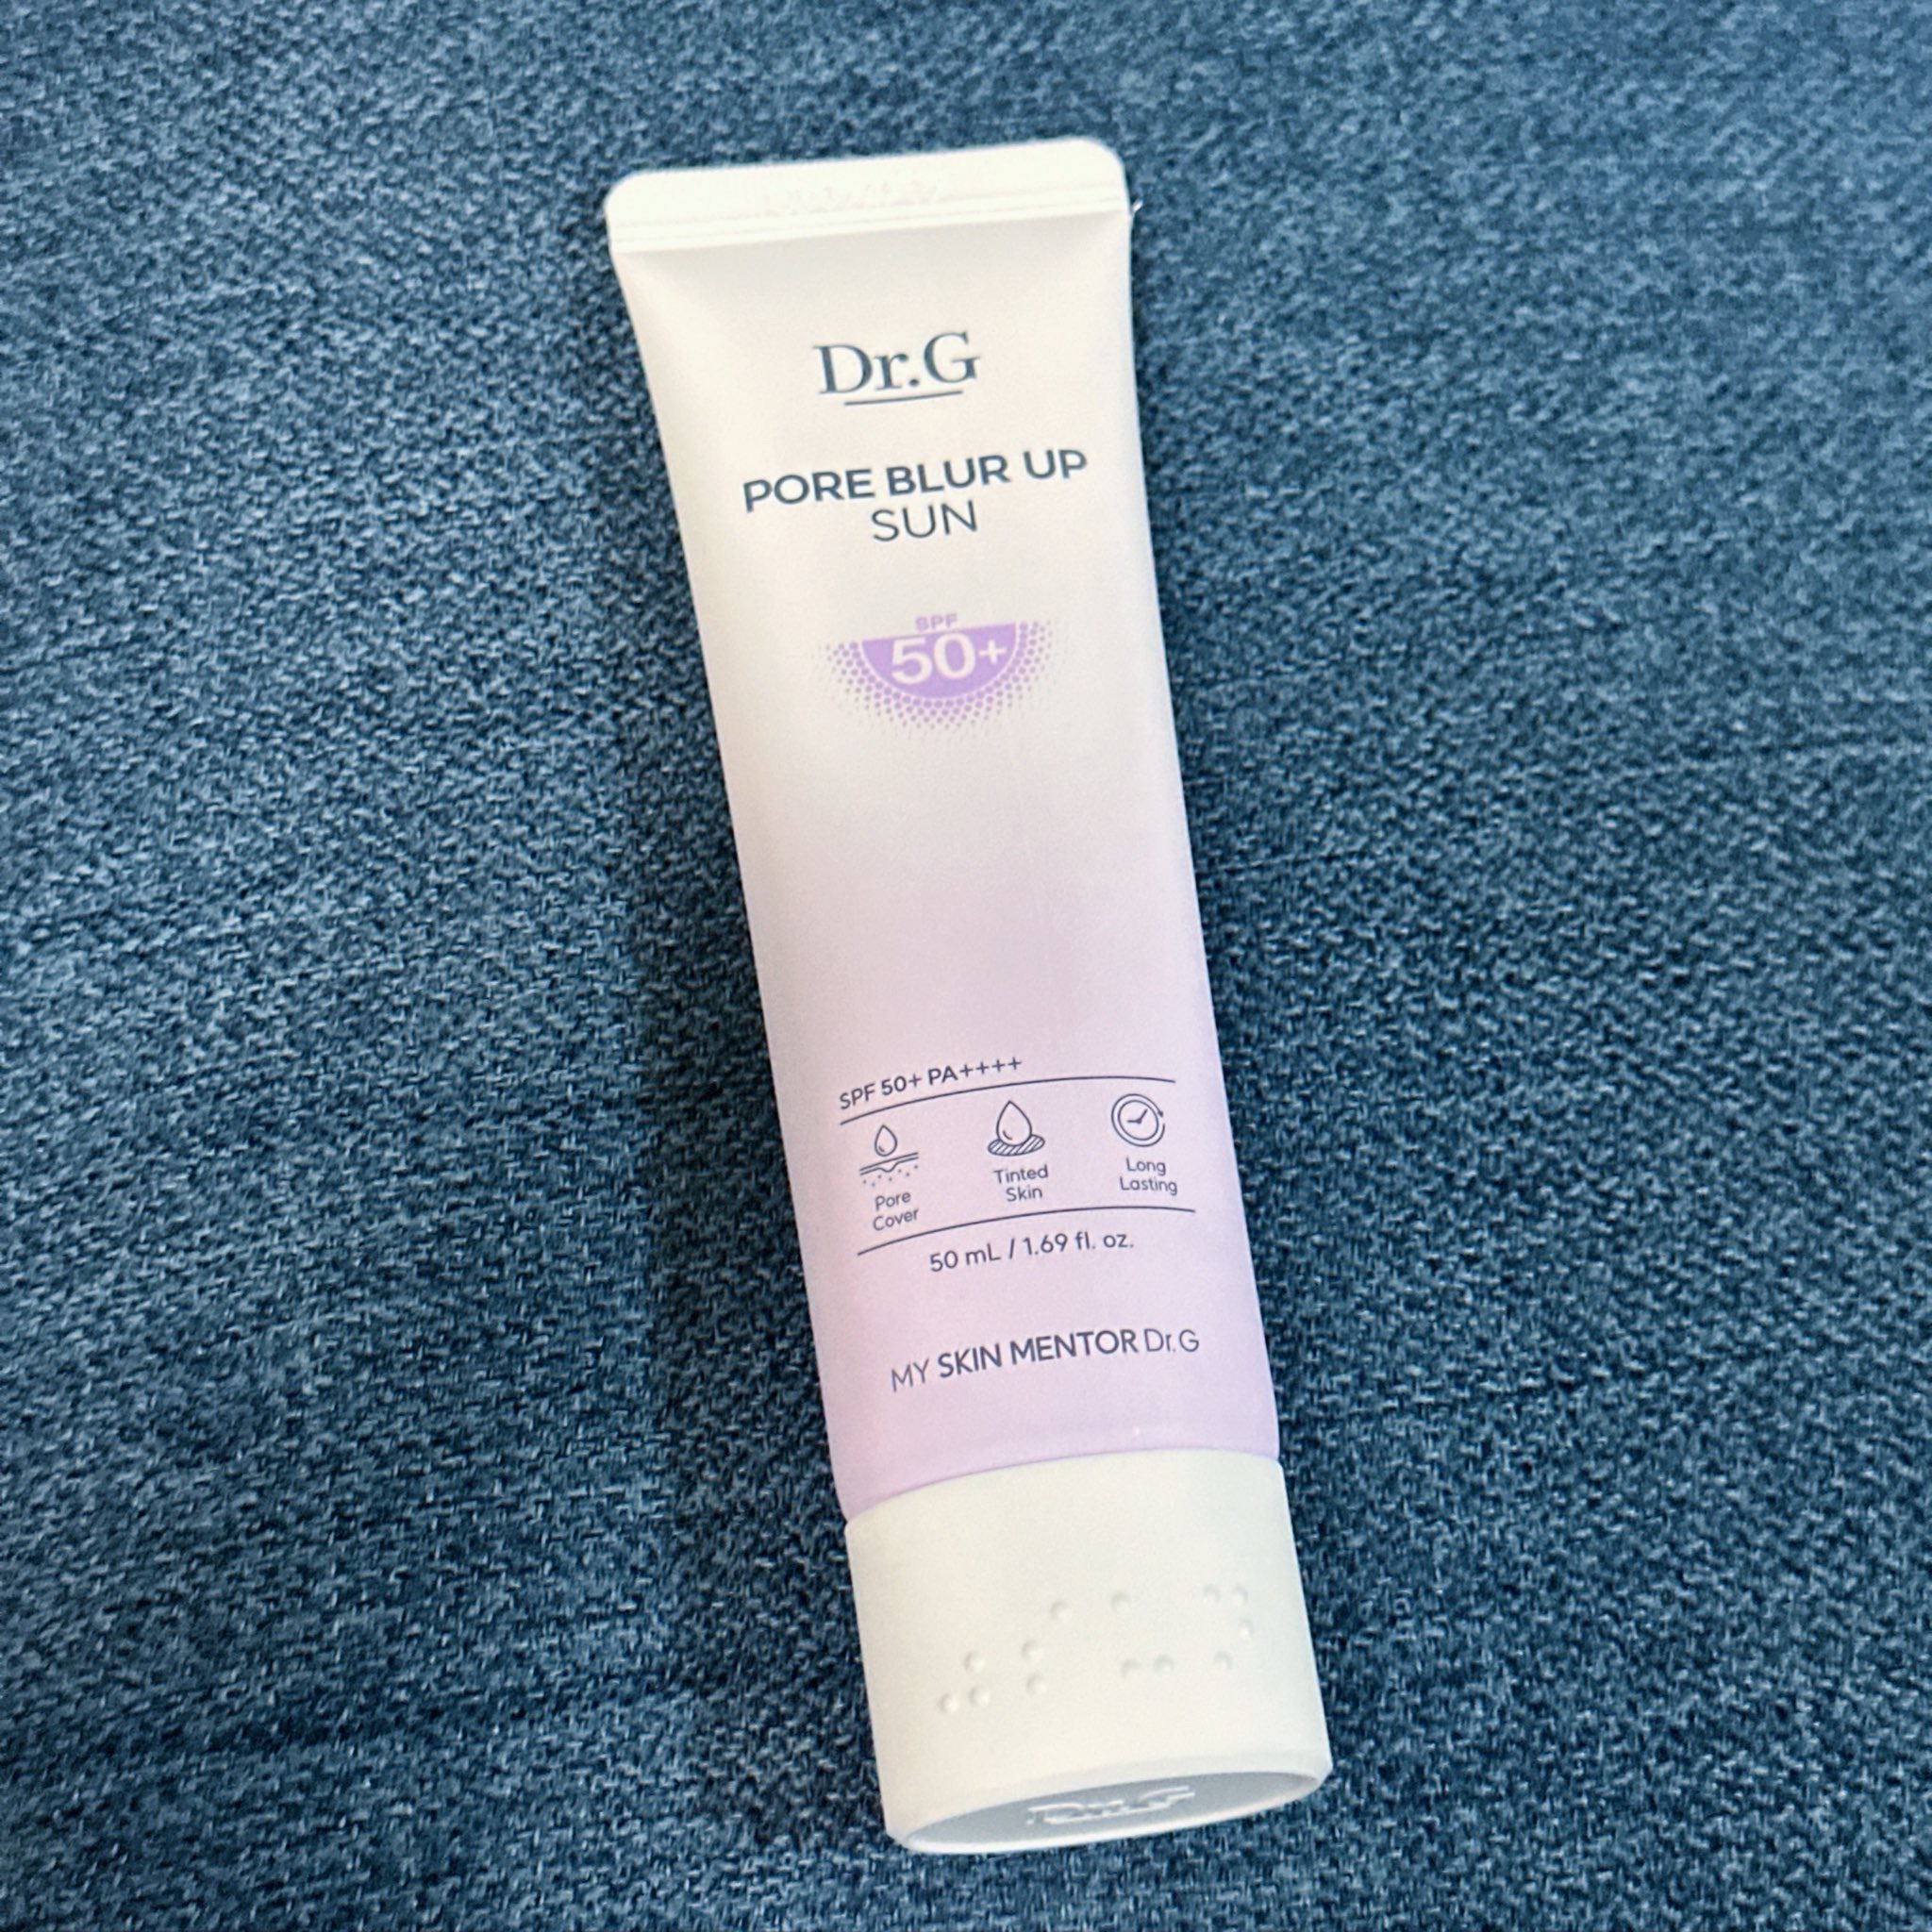 Dr.G
PORE BLUR UP
SUN
SPF
50+
SPF 50+ PA++++
Pore
Cover
Tinted
Skin
Long
Lasting
50 mL / 1.69 fl. oz.
MY SKIN MENTOR Dr.G
Dr.G